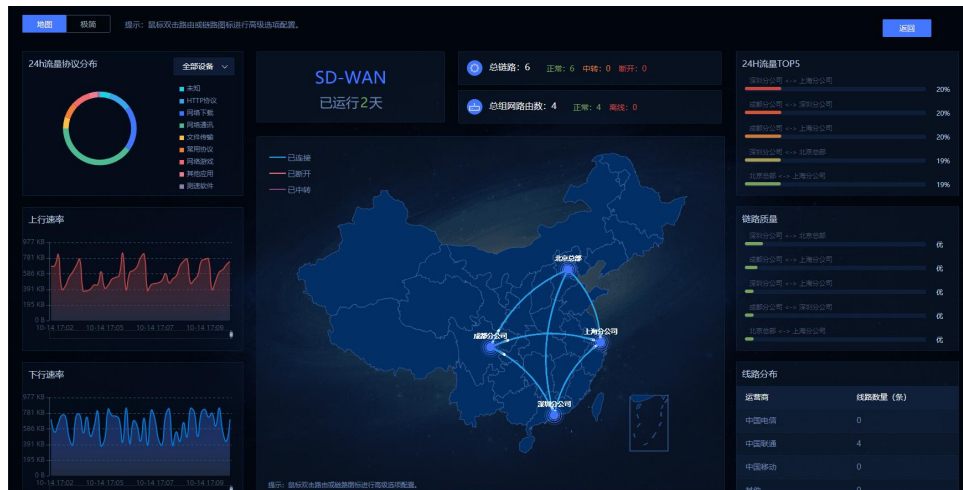 地图 极简 提示：鼠标双击路由或链路图标进行高级选项配置。 返回
24h流量协议分布 全部设备
未知
HTTP协议
网络下载
网络通讯
文件传输
常用协议
网络游戏
其他应用
测速软件
上行速率
977 KB
781 KB
586 KB
391 KB
195 KB
0 B
10-14 17:02 10-14 17:05 10-14 17:07 10-14 17:09
下行速率
977 KB
781 KB
586 KB
391 KB
195 KB
0 B
10-14 17:02 10-14 17:05 10-14 17:07 10-14 17:09
SD-WAN
已运行2天
总链路：6 正常：6 中转：0 断开：0
总组网路由数：4 正常：4 离线：0
已连接
已断开
已中转
北京总部
成都分公司
上海分公司
深圳分公司
提示：鼠标双击路由或链路图标进行高级选项配置。
24H流量TOP5
深圳分公司 <-> 上海分公司
20%
成都分公司 <-> 深圳分公司
20%
成都分公司 <-> 上海分公司
20%
深圳分公司 <-> 北京总部
19%
北京总部 <-> 上海分公司
19%
链路质量
深圳分公司 <-> 北京总部
优
成都分公司 <-> 上海分公司
优
深圳分公司 <-> 上海分公司
优
成都分公司 <-> 深圳分公司
优
北京总部 <-> 上海分公司
优
线路分布
运营商 线路数量（条）
中国电信 0
中国联通 4
中国移动 0
其他 0